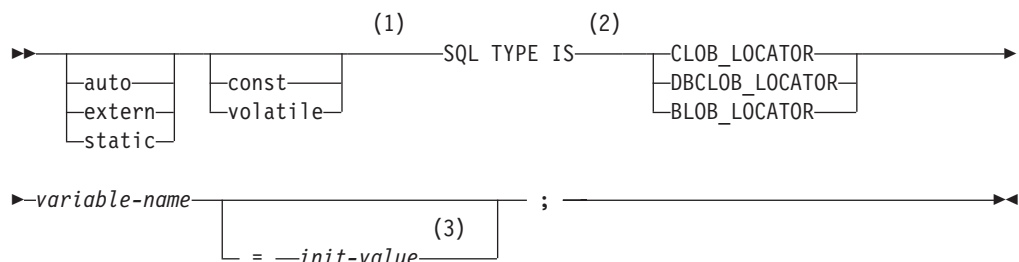 (1) (2)
SQL TYPE IS CLOB_LOCATOR
auto const DBCLOB_LOCATOR
extern volatile BLOB_LOCATOR
static
variable-name ;
(3)
= init-value